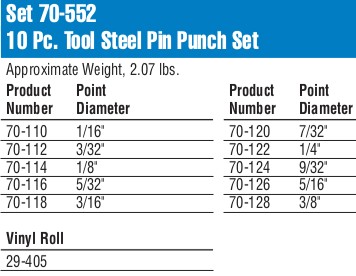 Set 70-552
10 Pc. Tool Steel Pin Punch Set
Approximate Weight, 2.07 lbs.
Product Point Product Point
Number Diameter Number Diameter
70-110 1/16" 70-120 7/32"
70-112 3/32" 70-122 1/4"
70-114 1/8" 70-124 9/32"
70-116 5/32" 70-126 5/16"
70-118 3/16" 70-128 3/8"
Vinyl Roll
29-405